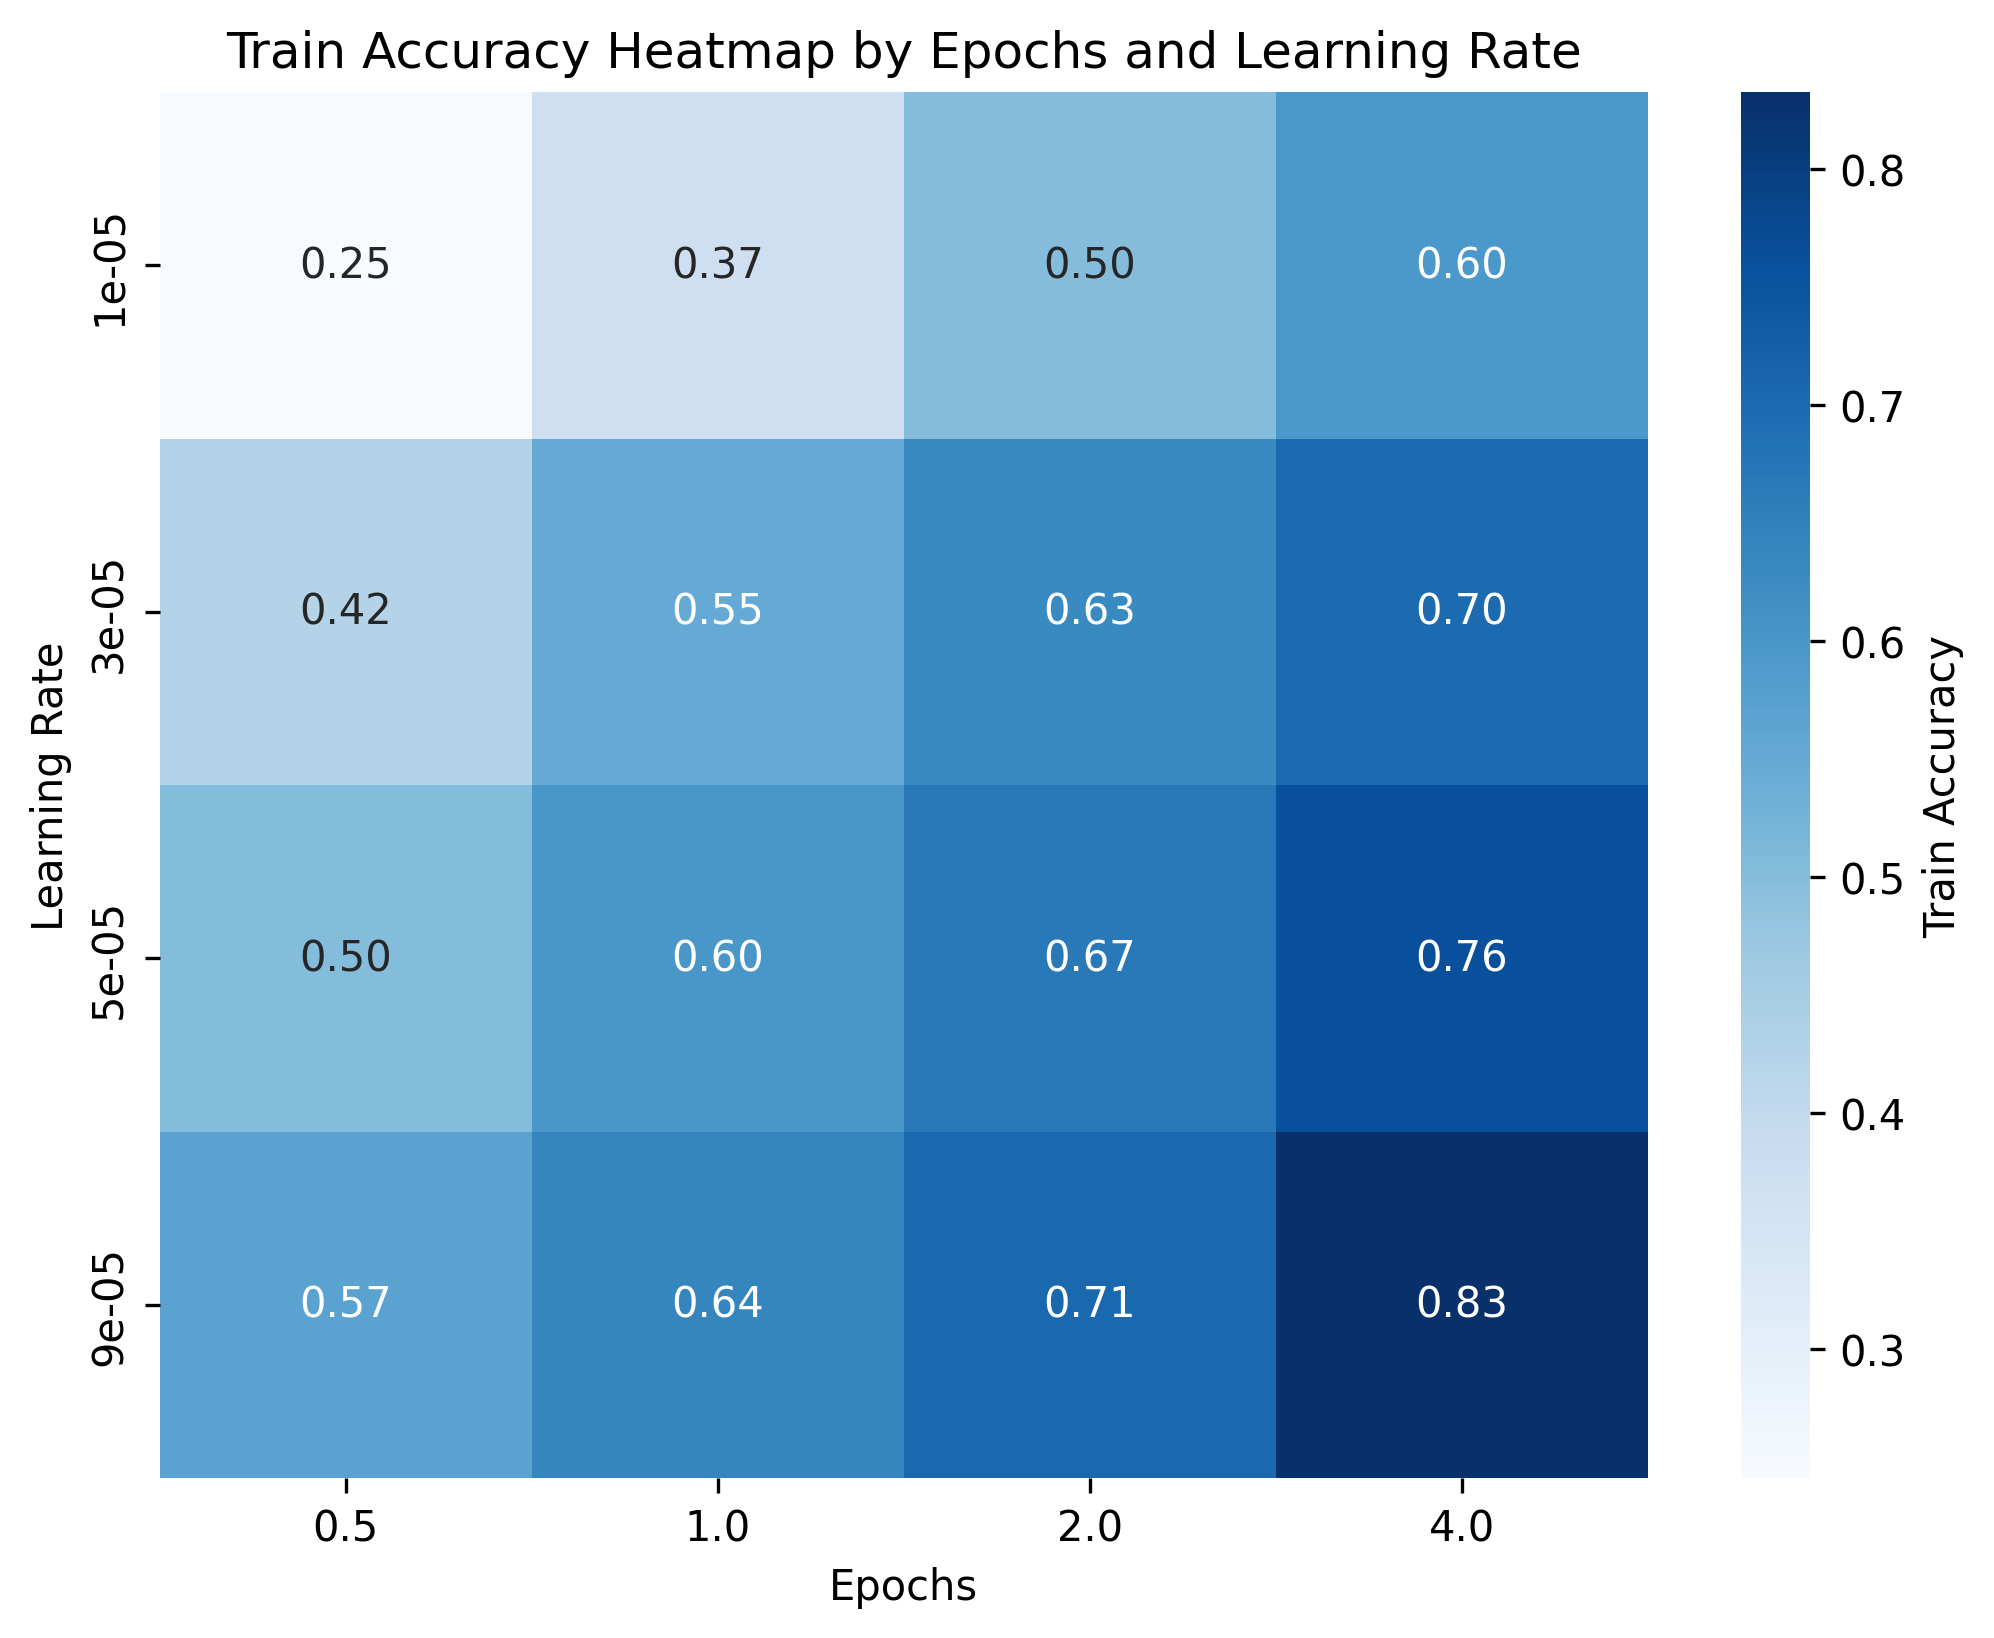 Train Accuracy Heatmap by Epochs and Learning Rate
Learning Rate
1e-05
0.25 0.37 0.50 0.60
3e-05
0.42 0.55 0.63 0.70
5e-05
0.50 0.60 0.67 0.76
9e-05
0.57 0.64 0.71 0.83
0.5 1.0 2.0 4.0
Epochs
0.8
0.7
0.6
0.5
0.4
0.3
Train Accuracy